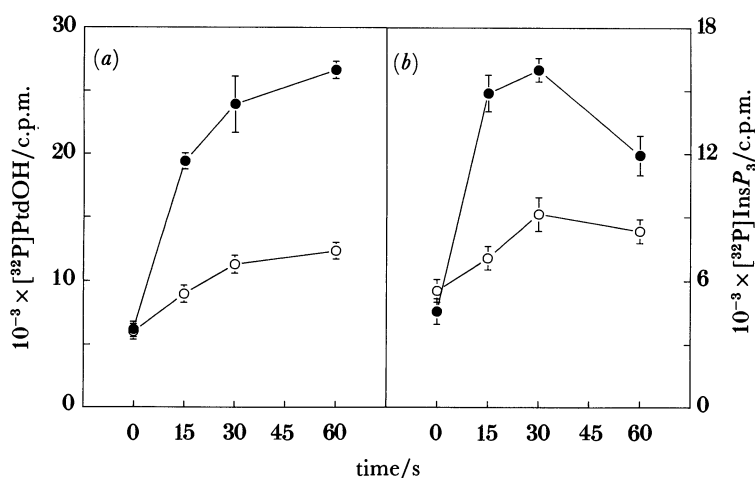 30
20
10
0
10⁻³ × [³²P]PtdOH/c.p.m.
(a)
(b)
18
12
6
0
10⁻³ × [³²P]InsP₃/c.p.m.
0 15 30 45 60 0 15 30 45 60
time/s